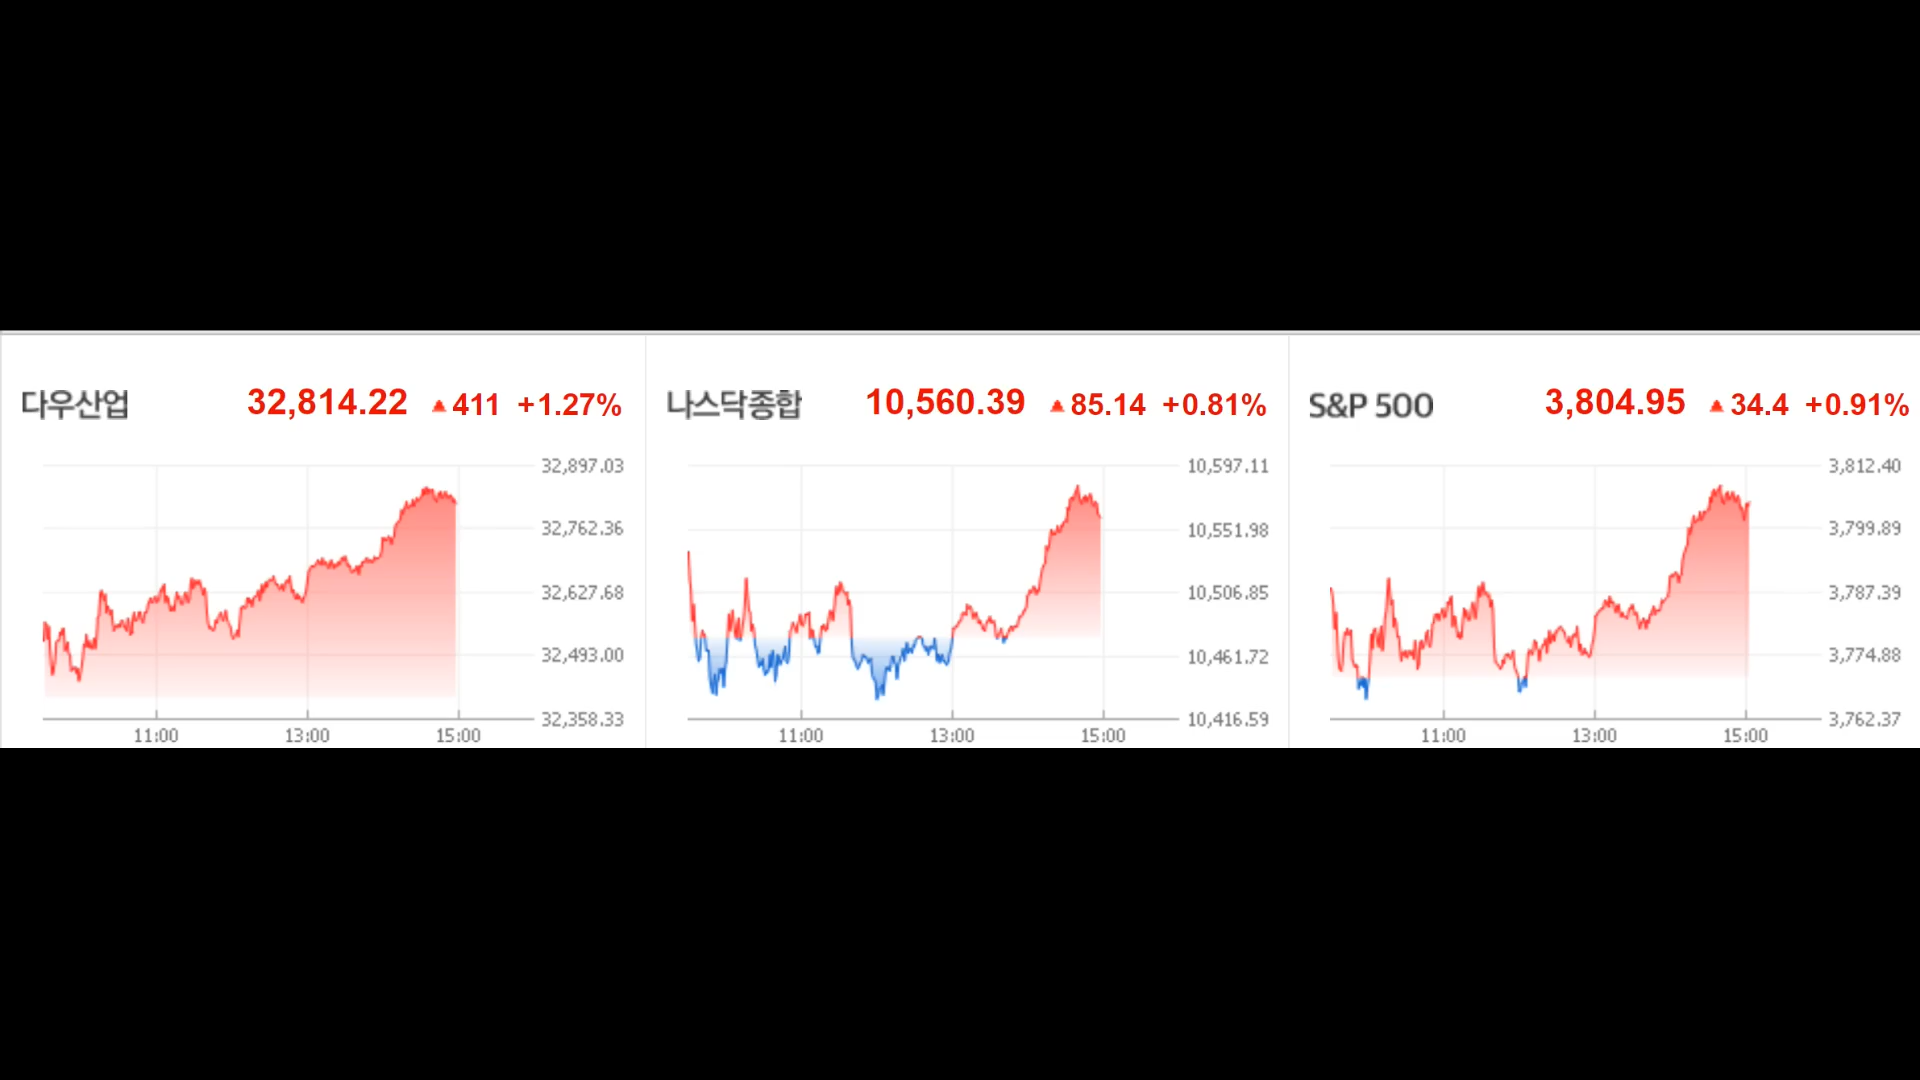 다우산업 32,814.22 ▲411 +1.27%
32,897.03
32,762.36
32,627.68
32,493.00
32,358.33
11:00 13:00 15:00
나스닥종합 10,560.39 ▲85.14 +0.81%
10,597.11
10,551.98
10,506.85
10,461.72
10,416.59
11:00 13:00 15:00
S&P 500 3,804.95 ▲34.4 +0.91%
3,812.40
3,799.89
3,787.39
3,774.88
3,762.37
11:00 13:00 15:00